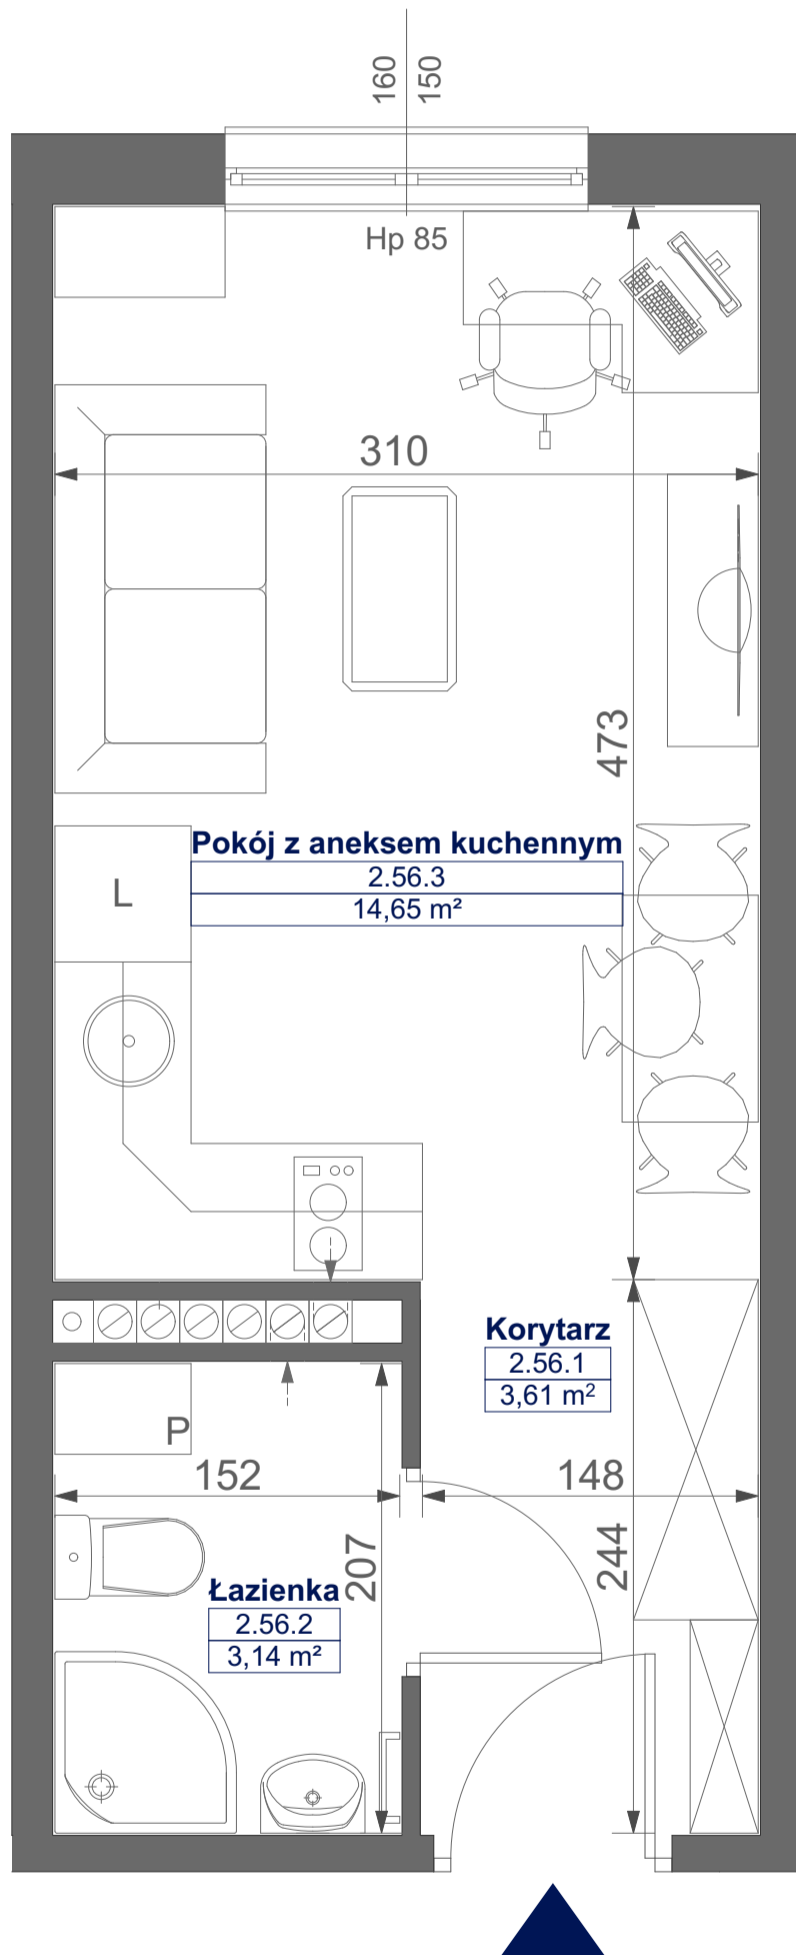 160
150
Hp 85
310
473
Pokój z aneksem kuchennym
2.56.3
14,65 m²
L
Korytarz
2.56.1
3,61 m²
P
152
148
207
244
Łazienka
2.56.2
3,14 m²